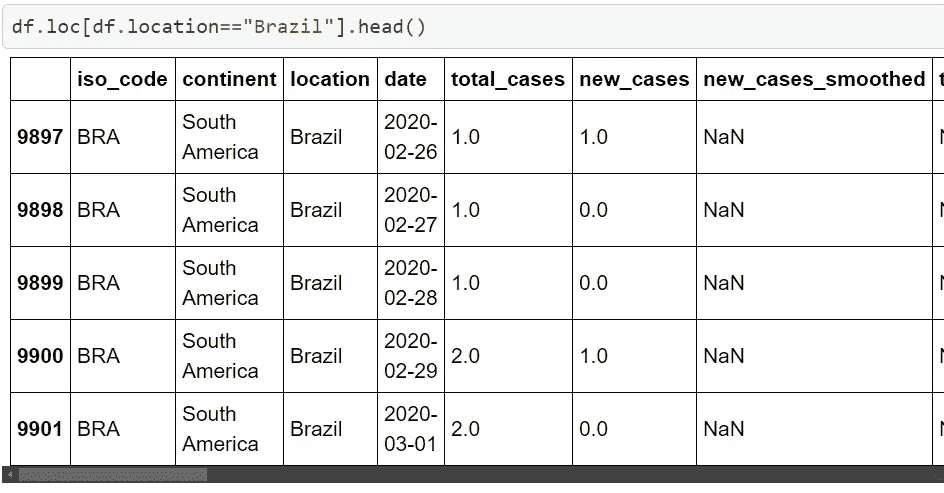 df.loc[df.location=="Brazil"].head()
iso_code continent location date total_cases new_cases new_cases_smoothed t
9897 BRA South America Brazil 2020-02-26 1.0 1.0 NaN N
9898 BRA South America Brazil 2020-02-27 1.0 0.0 NaN N
9899 BRA South America Brazil 2020-02-28 1.0 0.0 NaN N
9900 BRA South America Brazil 2020-02-29 2.0 1.0 NaN N
9901 BRA South America Brazil 2020-03-01 2.0 0.0 NaN N